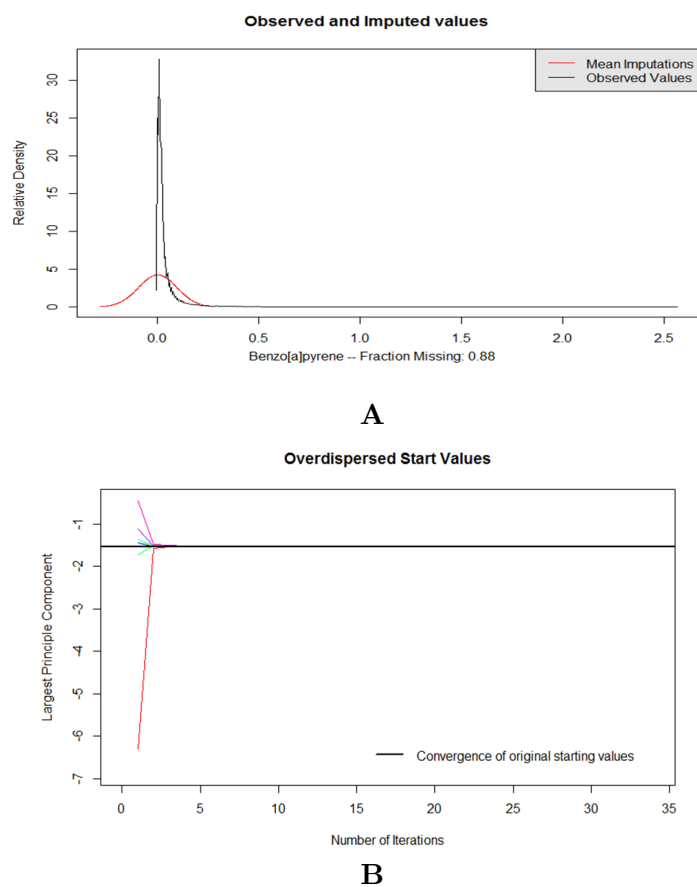 Observed and Imputed values
Mean Imputations
Observed Values
Relative Density
30
25
20
15
10
5
0
0.0 0.5 1.0 1.5 2.0 2.5
Benzo[a]pyrene -- Fraction Missing: 0.88
A
Overdispersed Start Values
Largest Principle Component
-1
-2
-3
-4
-5
-6
-7
Convergence of original starting values
0 5 10 15 20 25 30 35
Number of Iterations
B